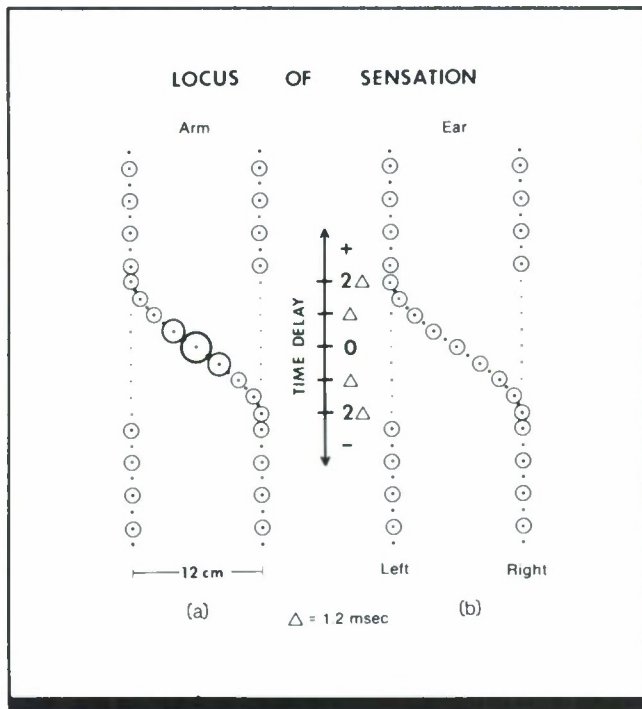 LOCUS OF SENSATION
Arm
Ear
+
2△
△
0
△
2△
−
TIME DELAY
12 cm
Left
Right
(a)
△ = 1.2 msec
(b)